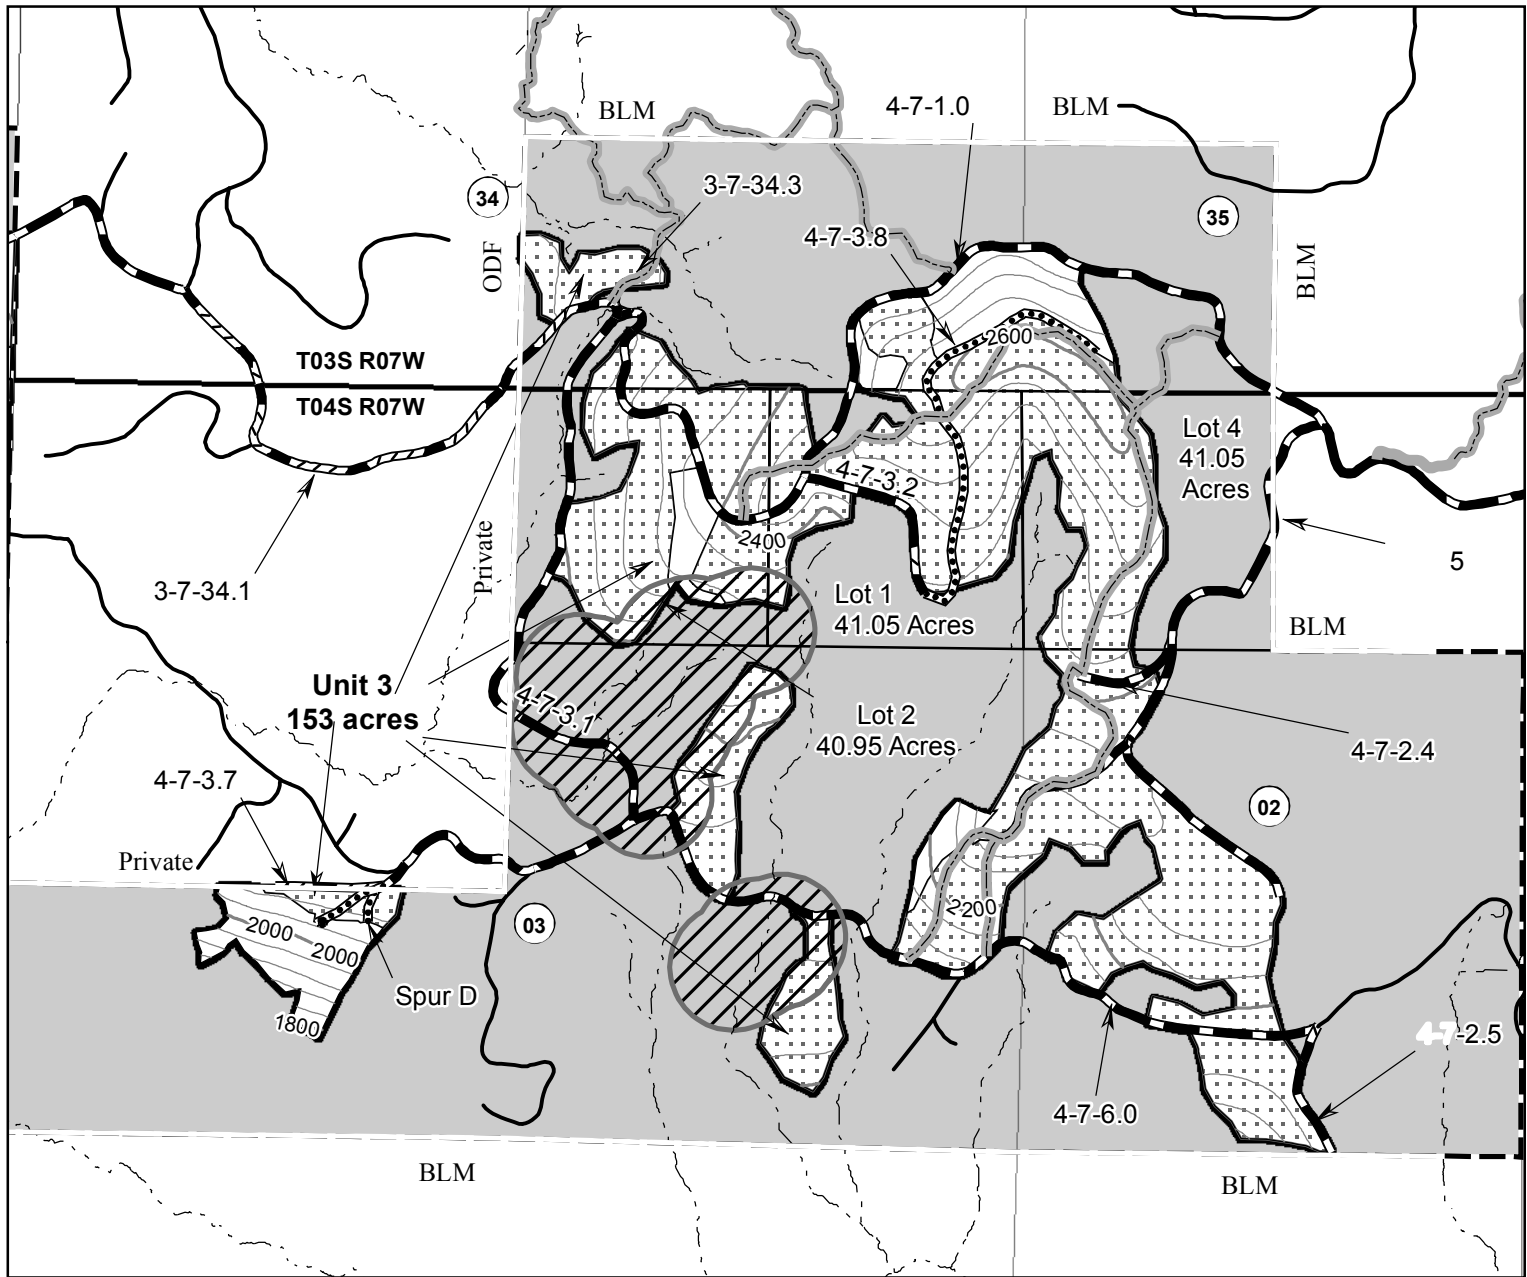 BLM
4-7-1.0
BLM
34
3-7-34.3
35
4-7-3.8
ODF
BLM
2600
T03S R07W
T04S R07W
Lot 4
41.05
Acres
4-7-3.2
2400
Private
5
3-7-34.1
Lot 1
41.05 Acres
BLM
Unit 3
153 acres
4-7-3.1
Lot 2
40.95 Acres
4-7-2.4
4-7-3.7
02
Private
2200
03
2000
2000
Spur D
1800
4-7-2.5
4-7-6.0
BLM
BLM